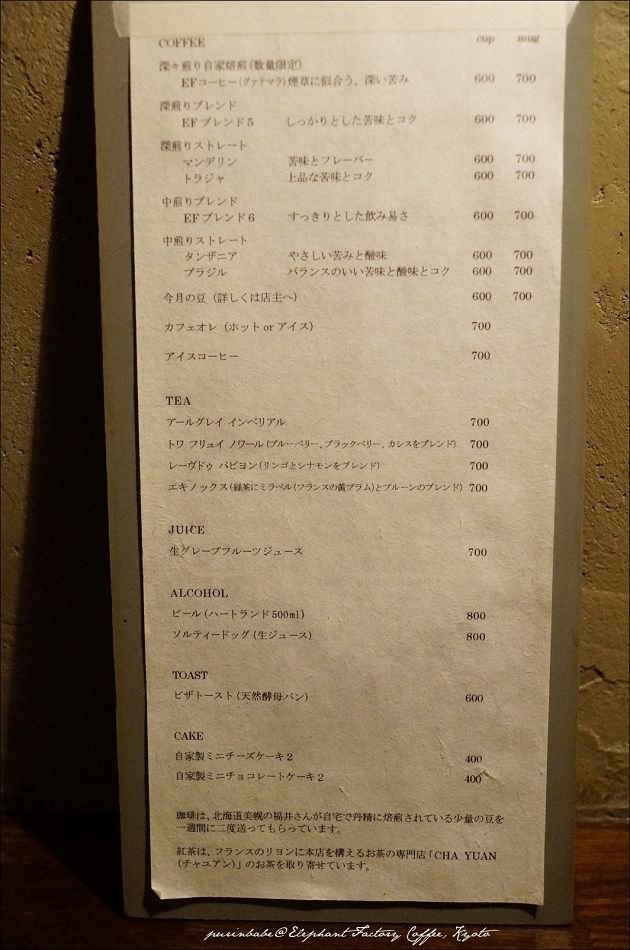 COFFEE cup mug
深々煎り自家焙煎(数量限定)
EFコーヒー(グァテマラ)煙草に似合う、深い苦み 600 700
深煎りブレンド
EFブレンド5 しっかりとした苦味とコク 600 700
深煎りストレート
マンデリン 苦味とフレーバー 600 700
トラジャ 上品な苦味とコク 600 700
中煎りブレンド
EFブレンド6 すっきりとした飲み易さ 600 700
中煎りストレート
タンザニア やさしい苦みと酸味 600 700
ブラジル バランスのいい苦味と酸味とコク 600 700
今月の豆(詳しくは店主へ) 600 700
カフェオレ(ホット or アイス) 700
アイスコーヒー 700
TEA
アールグレイ インペリアル 700
トワ フリュイ ノワール(ブルーベリー、ブラックベリー、カシスをブレンド) 700
レーヴドゥ パピヨン(リンゴとシナモンをブレンド) 700
エキノックス(緑茶にミラベル(フランスの黄プラム)とプルーンのブレンド) 700
JUICE
生グレープフルーツジュース 700
ALCOHOL
ビール(ハートランド500ml) 800
ソルティードッグ(生ジュース) 800
TOAST
ピザトースト(天然酵母パン) 600
CAKE
自家製ミニチーズケーキ2 400
自家製ミニチョコレートケーキ2 400
珈琲は、北海道美幌の福井さんが自宅で丹精に焙煎されている少量の豆を
一週間に二度送ってもらっています。
紅茶は、フランスのリヨンに本店を構えるお茶の専門店「CHA YUAN
(チャユアン)」のお茶を取り寄せています。
purinbabe@Elephant Factory Coffee, Kyoto